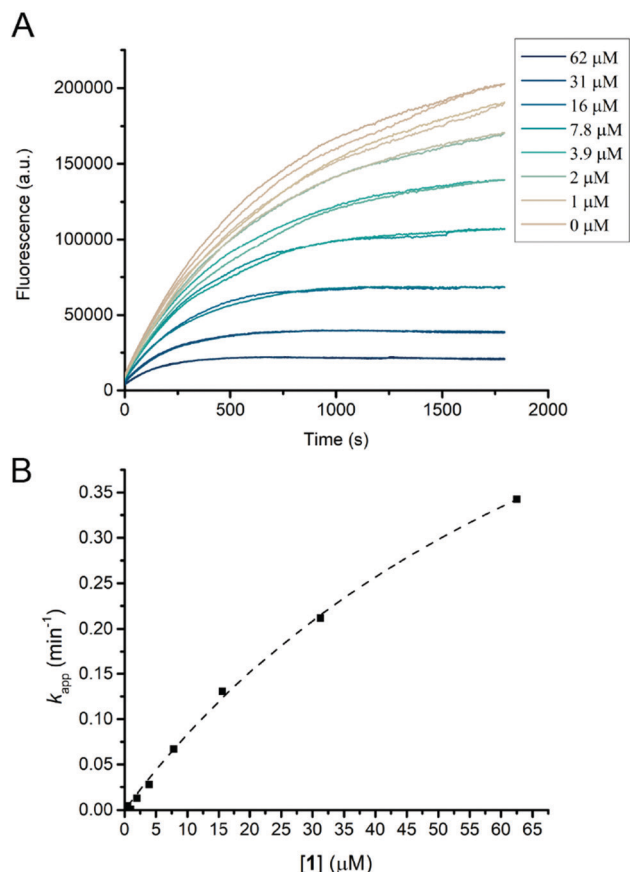 A
62 μM
31 μM
16 μM
7.8 μM
3.9 μM
2 μM
1 μM
0 μM
200000
150000
100000
50000
0
Fluorescence (a.u.)
0 500 1000 1500 2000
Time (s)
B
0.35
0.30
0.25
0.20
0.15
0.10
0.05
0.00
k app (min⁻¹)
0 5 10 15 20 25 30 35 40 45 50 55 60 65
[1] (μM)